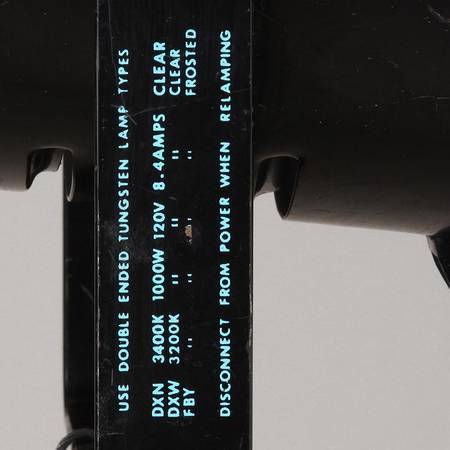 USE DOUBLE ENDED TUNGSTEN LAMP TYPES
DXN 3400K 1000W 120V 8.4AMPS CLEAR
DXW 3200K " " " CLEAR
FBY " " " " FROSTED
DISCONNECT FROM POWER WHEN RELAMPING